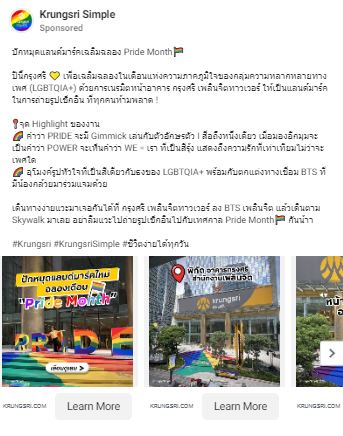 Krungsri Simple
Sponsored
ปักหมุดแลนด์มาร์คเฉลิมฉลอง Pride Month🏳️‍🌈
ปีนี้กรุงศรี 💛 เพื่อเฉลิมฉลองในเดือนแห่งความภาคภูมิใจของกลุ่มความหลากหลายทาง
เพศ (LGBTQIA+) ด้วยการเนรมิตหน้าอาคาร กรุงศรี เพลินจิตทาวเวอร์ ให้เป็นแลนด์มาร์ค
ในการถ่ายรูปเช็คอิน ที่ทุกคนห้ามพลาด !
📍จุด Highlight ของงาน
🌈 คำว่า PRIDE จะมี Gimmick เล่นกับตัวอักษรตัว I สื่อถึงหนึ่งเดียว เมื่อมองอีกมุมจะ
เป็นคำว่า POWER จะเห็นคำว่า WE = เรา ที่เป็นสีรุ้ง แสดงถึงความรักที่เท่าเทียมไม่ว่าจะ
เพศใด
🌈 อุโมงค์รูปหัวใจที่เป็นสีเดียวกับธงของ LGBTQIA+ พร้อมกับตกแต่งทางเชื่อม BTS ที่
มีน้องกล้วยมาร่วมแจมด้วย
เดินทางง่ายแวะมาเจอกันได้ที่ กรุงศรี เพลินจิตทาวเวอร์ ลง BTS เพลินจิต แล้วเดินตาม
Skywalk มาเลย อย่าลืมแวะไปถ่ายรูปเช็คอินไปกับเทศกาล Pride Month🏳️‍🌈 กันน้าา
#Krungsri #KrungsriSimple #ชีวิตง่ายได้ทุกวัน
ปักหมุดแลนด์มาร์คใหม่
ฉลองเดือน
"Pride Month"
PRIDE
เลื่อนดูเลย
พิกัด อาคารกรุงศรี
สำนักงานเพลินจิต
krungsri
กรุงศรี
KRUNGSRI.COM
Learn More
KRUNGSRI.COM
Learn More
KRUNGSRI.COM